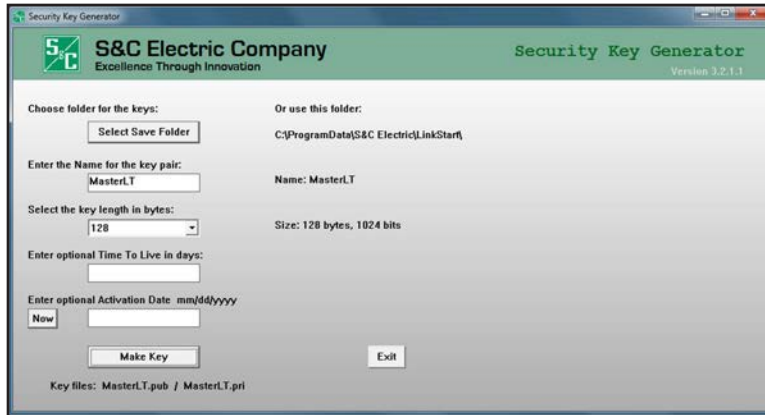 Security Key Generator
S&C
S&C Electric Company
Excellence Through Innovation
Security Key Generator
Version 3.2.1.1
Choose folder for the keys:
Or use this folder:
Select Save Folder
C:\ProgramData\S&C Electric\LinkStart\
Enter the Name for the key pair:
MasterLT
Name: MasterLT
Select the key length in bytes:
128
Size: 128 bytes, 1024 bits
Enter optional Time To Live in days:
Enter optional Activation Date mm/dd/yyyy
Now
Make Key
Exit
Key files: MasterLT.pub / MasterLT.pri